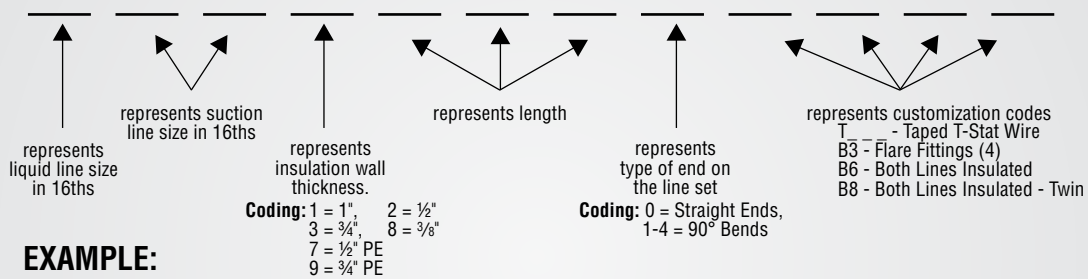 represents
liquid line size
in 16ths
represents suction
line size in 16ths
represents
insulation wall
thickness.
Coding: 1 = 1", 2 = ½"
3 = ¾", 8 = ⅜"
7 = ½" PE
9 = ¾" PE
represents length
represents
type of end on
the line set
Coding: 0 = Straight Ends,
1-4 = 90° Bends
represents customization codes
T_ _ _ - Taped T-Stat Wire
B3 - Flare Fittings (4)
B6 - Both Lines Insulated
B8 - Both Lines Insulated - Twin
EXAMPLE: